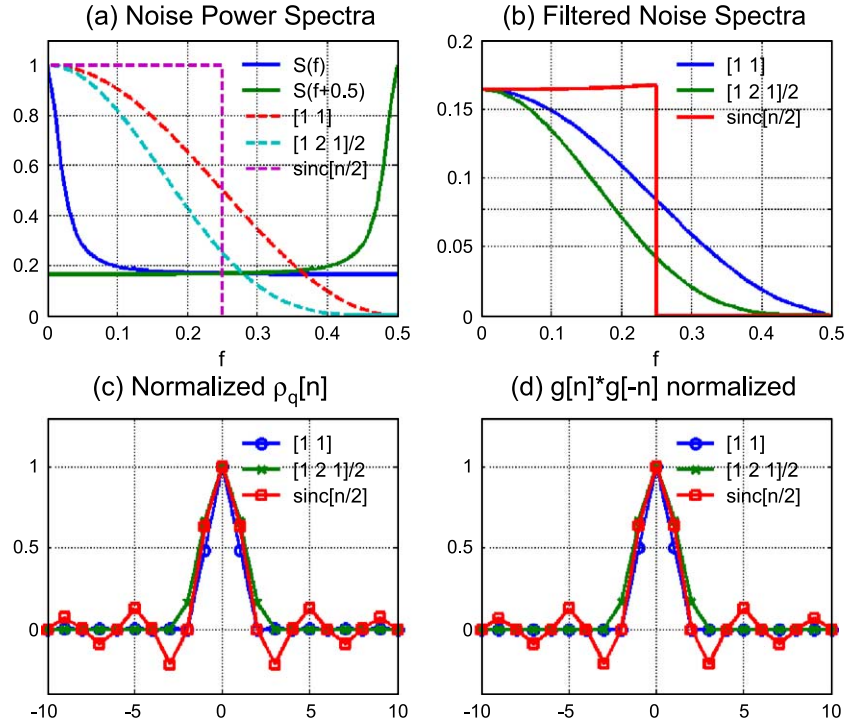 (a) Noise Power Spectra
1
0.8
0.6
0.4
0.2
0
0
0.1
0.2
0.3
0.4
0.5
f
S(f)
S(f+0.5)
[1 1]
[1 2 1]/2
sinc[n/2]
(b) Filtered Noise Spectra
0.2
0.15
0.1
0.05
0
0
0.1
0.2
0.3
0.4
0.5
f
[1 1]
[1 2 1]/2
sinc[n/2]
(c) Normalized ρq[n]
1
0.5
0
-10
-5
0
5
10
[1 1]
[1 2 1]/2
sinc[n/2]
(d) g[n]*g[-n] normalized
1
0.5
0
-10
-5
0
5
10
[1 1]
[1 2 1]/2
sinc[n/2]